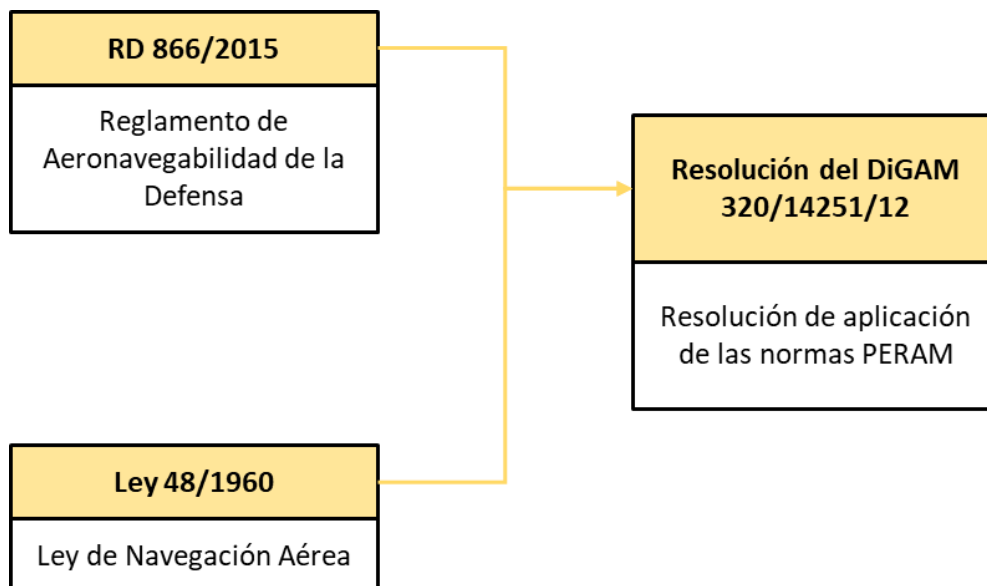 RD 866/2015
Reglamento de
Aeronavegabilidad de la
Defensa
Ley 48/1960
Ley de Navegación Aérea
Resolución del DiGAM
320/14251/12
Resolución de aplicación
de las normas PERAM